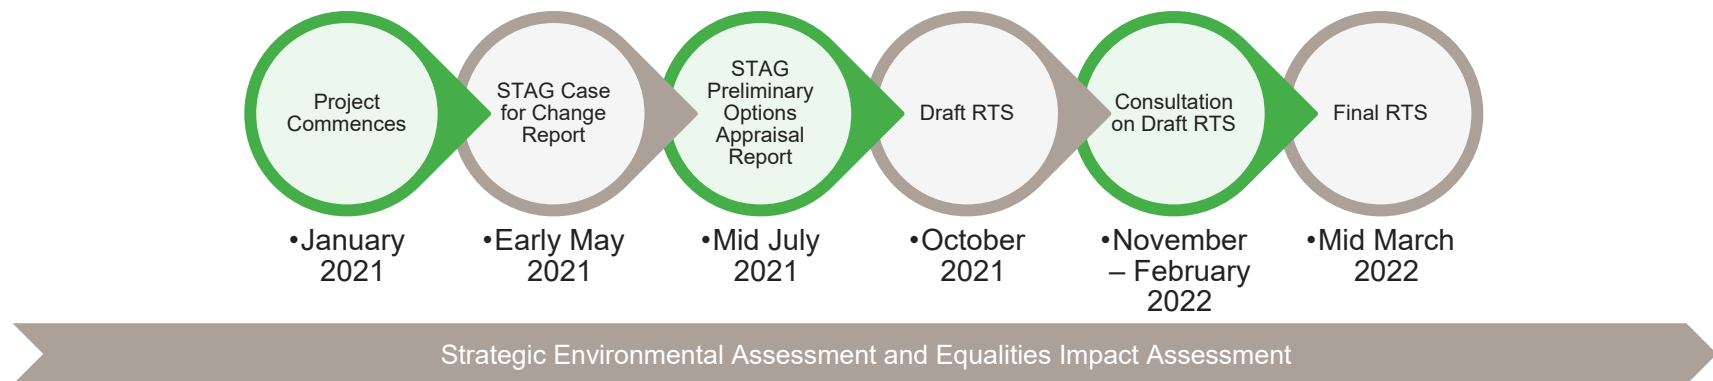 Project
Commences
STAG Case
for Change
Report
STAG
Preliminary
Options
Appraisal
Report
Draft RTS
Consultation
on Draft RTS
Final RTS
•January
2021
•Early May
2021
•Mid July
2021
•October
2021
•November
– February
2022
•Mid March
2022
Strategic Environmental Assessment and Equalities Impact Assessment